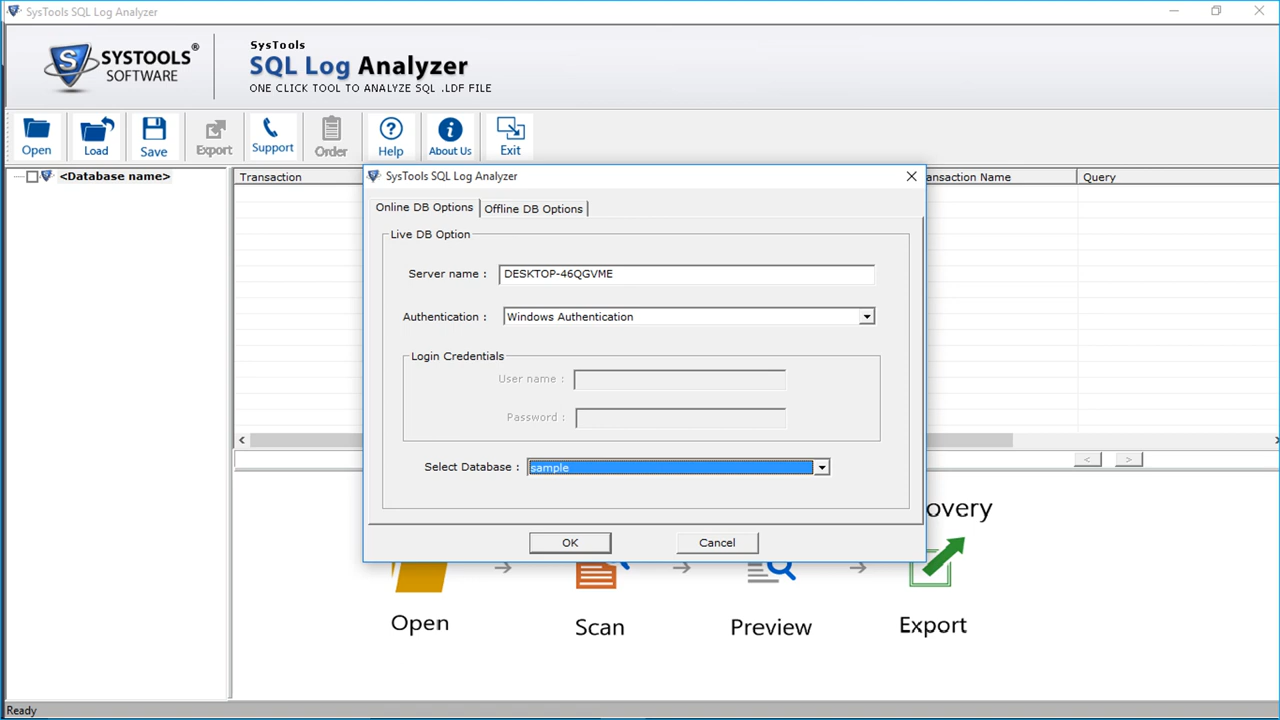 SysTools SQL Log Analyzer
SYSTOOLS®
SOFTWARE
SysTools
SQL Log Analyzer
ONE CLICK TOOL TO ANALYZE SQL .LDF FILE
Open Load Save Export Support Order Help About Us Exit
<Database name>
Transaction ransaction Name Query
SysTools SQL Log Analyzer
Online DB Options Offline DB Options
Live DB Option
Server name : DESKTOP-46QGVME
Authentication : Windows Authentication
Login Credentials
User name :
Password :
Select Database : sample
OK Cancel
< >
overy
Open Scan Preview Export
Ready